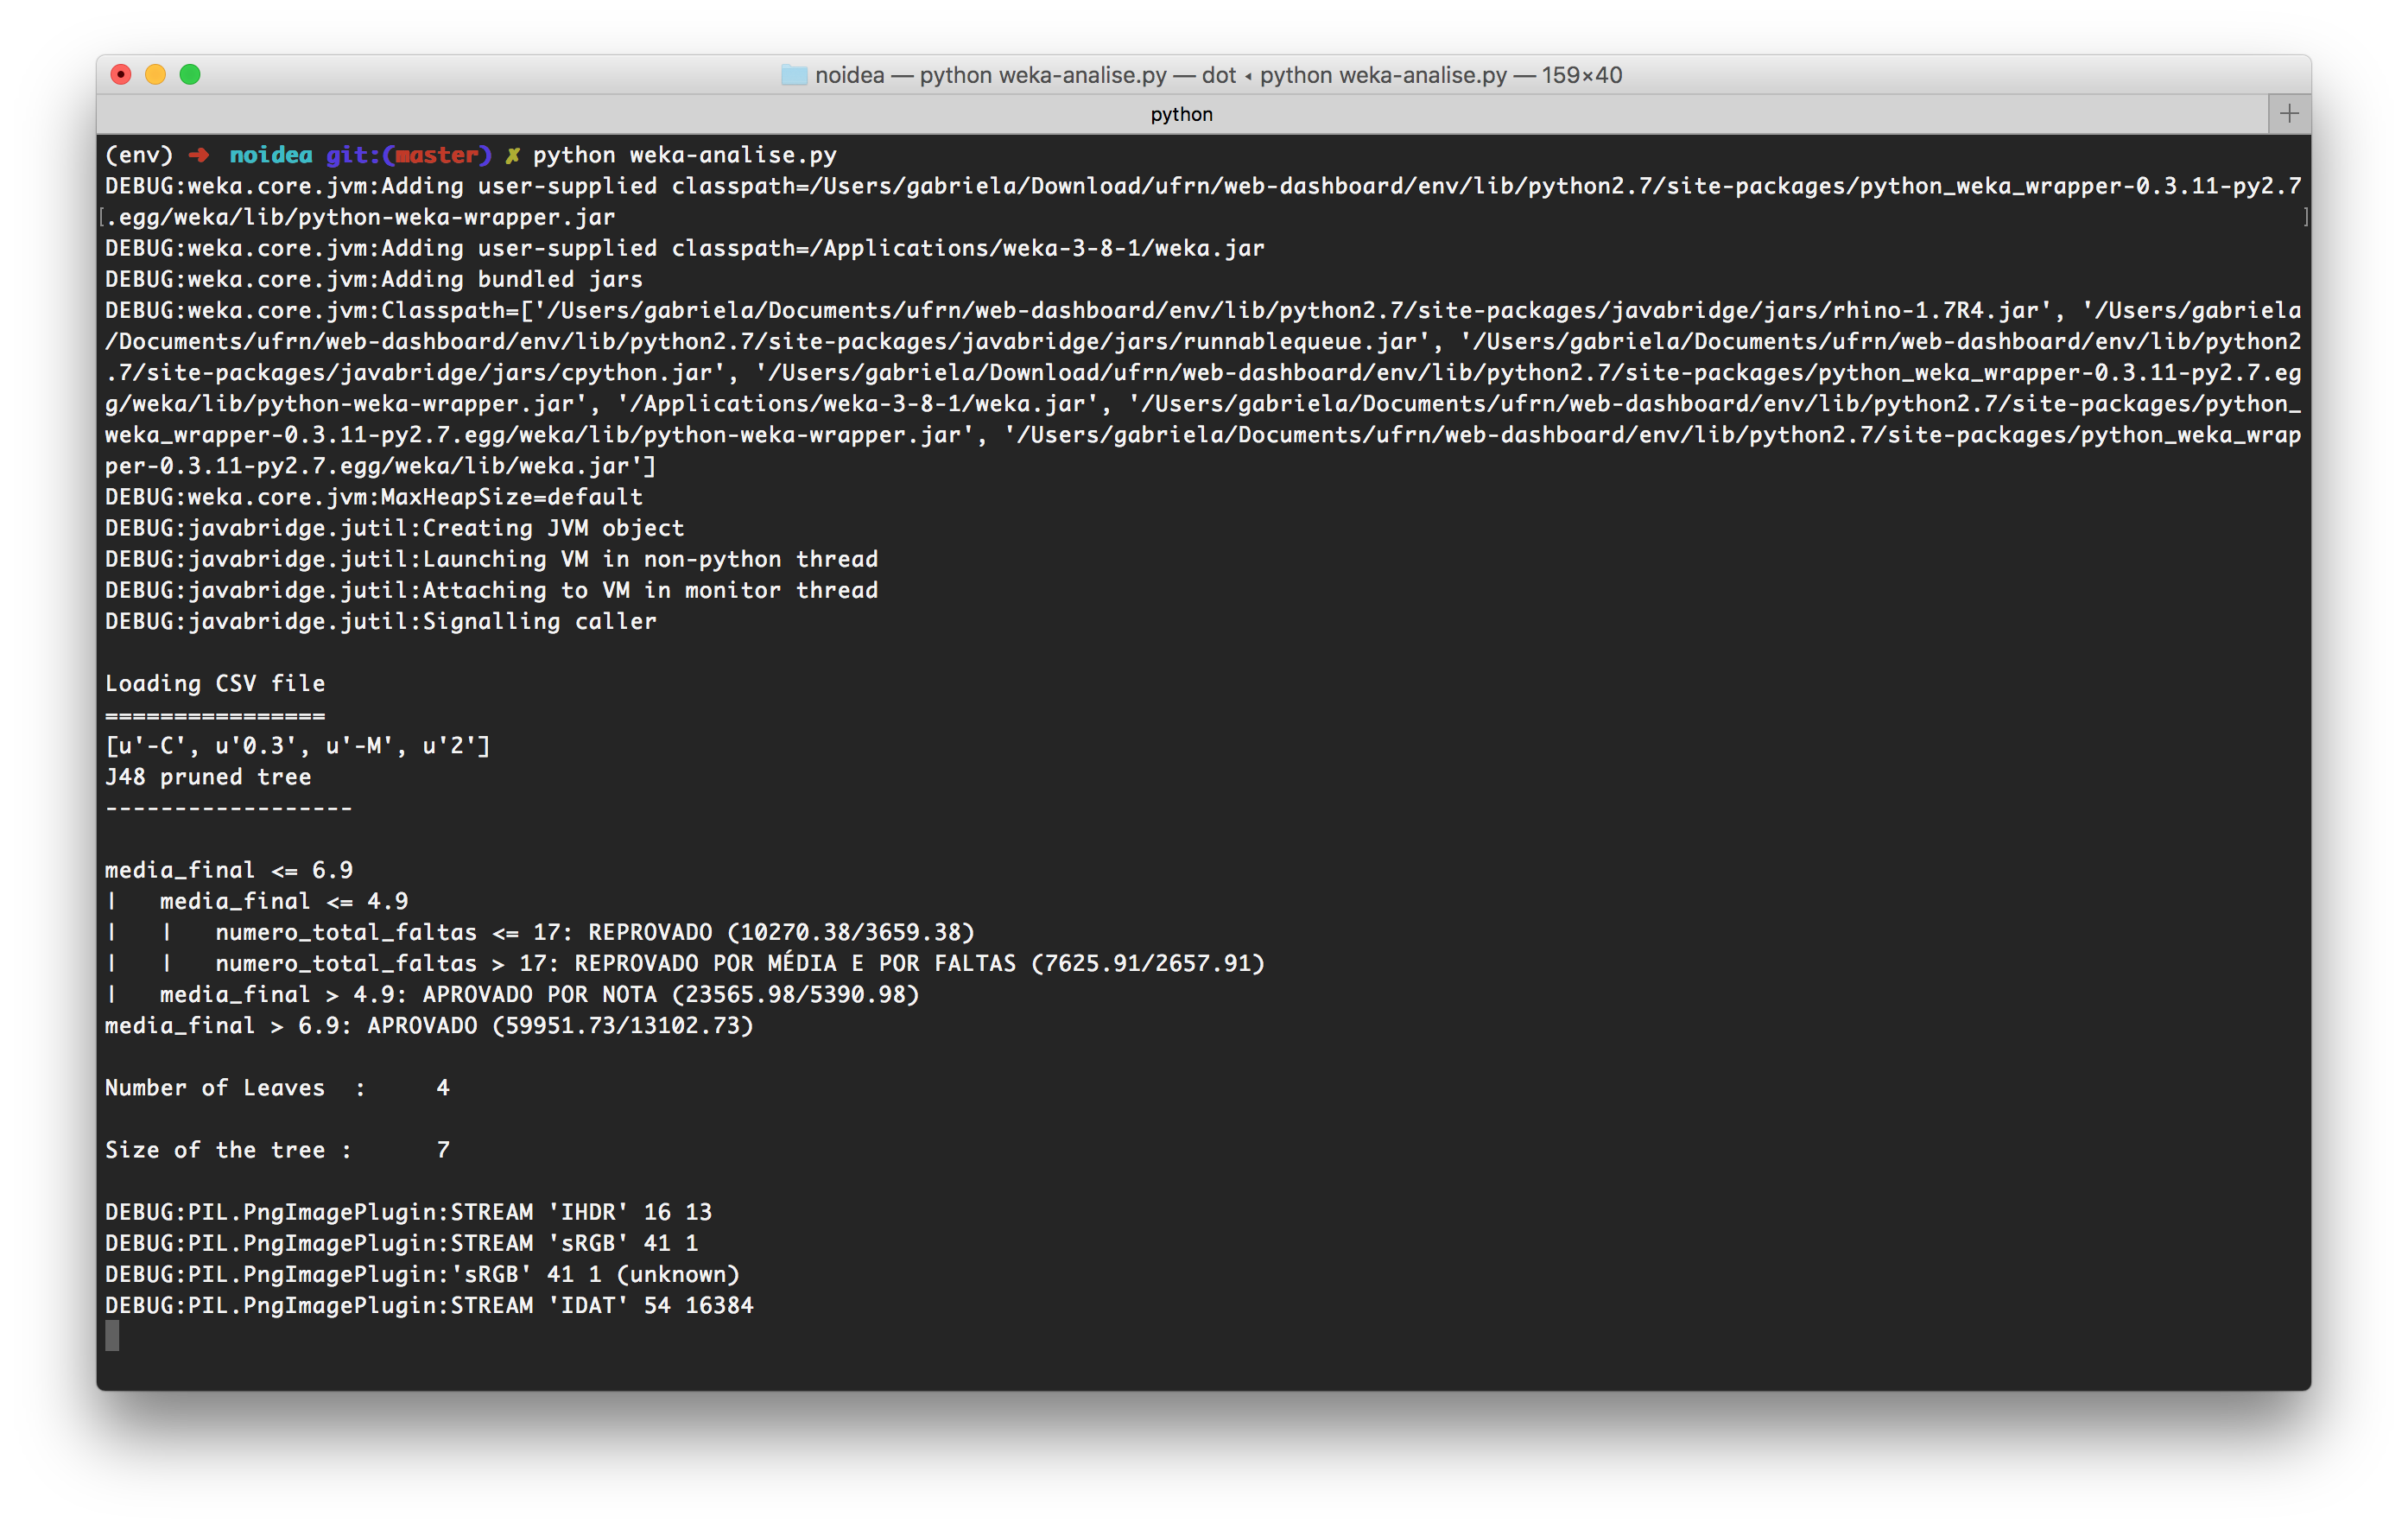 noidea — python weka-analise.py — dot ◂ python weka-analise.py — 159×40
python
(env) ➜ noidea git:(master) ✗ python weka-analise.py
DEBUG:weka.core.jvm:Adding user-supplied classpath=/Users/gabriela/Download/ufrn/web-dashboard/env/lib/python2.7/site-packages/python_weka_wrapper-0.3.11-py2.7
[.egg/weka/lib/python-weka-wrapper.jar ]
DEBUG:weka.core.jvm:Adding user-supplied classpath=/Applications/weka-3-8-1/weka.jar
DEBUG:weka.core.jvm:Adding bundled jars
DEBUG:weka.core.jvm:Classpath=['/Users/gabriela/Documents/ufrn/web-dashboard/env/lib/python2.7/site-packages/javabridge/jars/rhino-1.7R4.jar', '/Users/gabriela
/Documents/ufrn/web-dashboard/env/lib/python2.7/site-packages/javabridge/jars/runnablequeue.jar', '/Users/gabriela/Documents/ufrn/web-dashboard/env/lib/python2
.7/site-packages/javabridge/jars/cpython.jar', '/Users/gabriela/Download/ufrn/web-dashboard/env/lib/python2.7/site-packages/python_weka_wrapper-0.3.11-py2.7.eg
g/weka/lib/python-weka-wrapper.jar', '/Applications/weka-3-8-1/weka.jar', '/Users/gabriela/Documents/ufrn/web-dashboard/env/lib/python2.7/site-packages/python_
weka_wrapper-0.3.11-py2.7.egg/weka/lib/python-weka-wrapper.jar', '/Users/gabriela/Documents/ufrn/web-dashboard/env/lib/python2.7/site-packages/python_weka_wrap
per-0.3.11-py2.7.egg/weka/lib/weka.jar']
DEBUG:weka.core.jvm:MaxHeapSize=default
DEBUG:javabridge.jutil:Creating JVM object
DEBUG:javabridge.jutil:Launching VM in non-python thread
DEBUG:javabridge.jutil:Attaching to VM in monitor thread
DEBUG:javabridge.jutil:Signalling caller
Loading CSV file
================
[u'-C', u'0.3', u'-M', u'2']
J48 pruned tree
------------------
media_final <= 6.9
|   media_final <= 4.9
|   |   numero_total_faltas <= 17: REPROVADO (10270.38/3659.38)
|   |   numero_total_faltas > 17: REPROVADO POR MÉDIA E POR FALTAS (7625.91/2657.91)
|   media_final > 4.9: APROVADO POR NOTA (23565.98/5390.98)
media_final > 6.9: APROVADO (59951.73/13102.73)
Number of Leaves  :     4
Size of the tree :      7
DEBUG:PIL.PngImagePlugin:STREAM 'IHDR' 16 13
DEBUG:PIL.PngImagePlugin:STREAM 'sRGB' 41 1
DEBUG:PIL.PngImagePlugin:'sRGB' 41 1 (unknown)
DEBUG:PIL.PngImagePlugin:STREAM 'IDAT' 54 16384